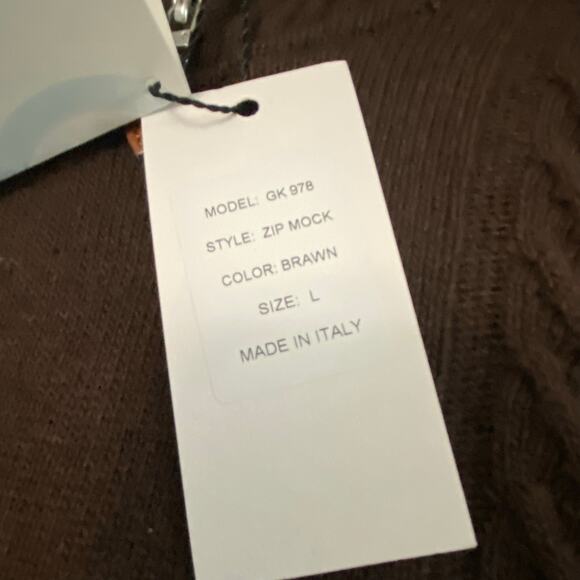 MODEL: GK 978
STYLE: ZIP MOCK
COLOR: BRAWN
SIZE: L
MADE IN ITALY